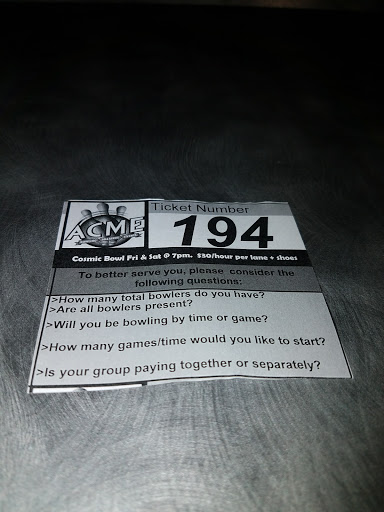 ACME
Ticket Number
194
Cosmic Bowl Fri & Sat @ 7pm. $50/hour per lane + shoes
To better serve you, please consider the
following questions:
>How many total bowlers do you have?
>Are all bowlers present?
>Will you be bowling by time or game?
>How many games/time would you like to start?
>Is your group paying together or separately?